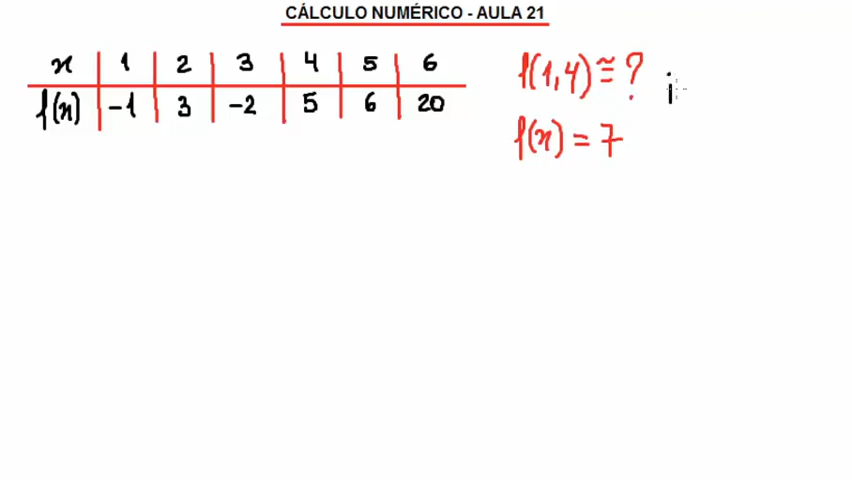 CÁLCULO NUMÉRICO - AULA 21
x 1 2 3 4 5 6
f(x) -1 3 -2 5 6 20
f(1,4) ≅ ?
f(x) = 7